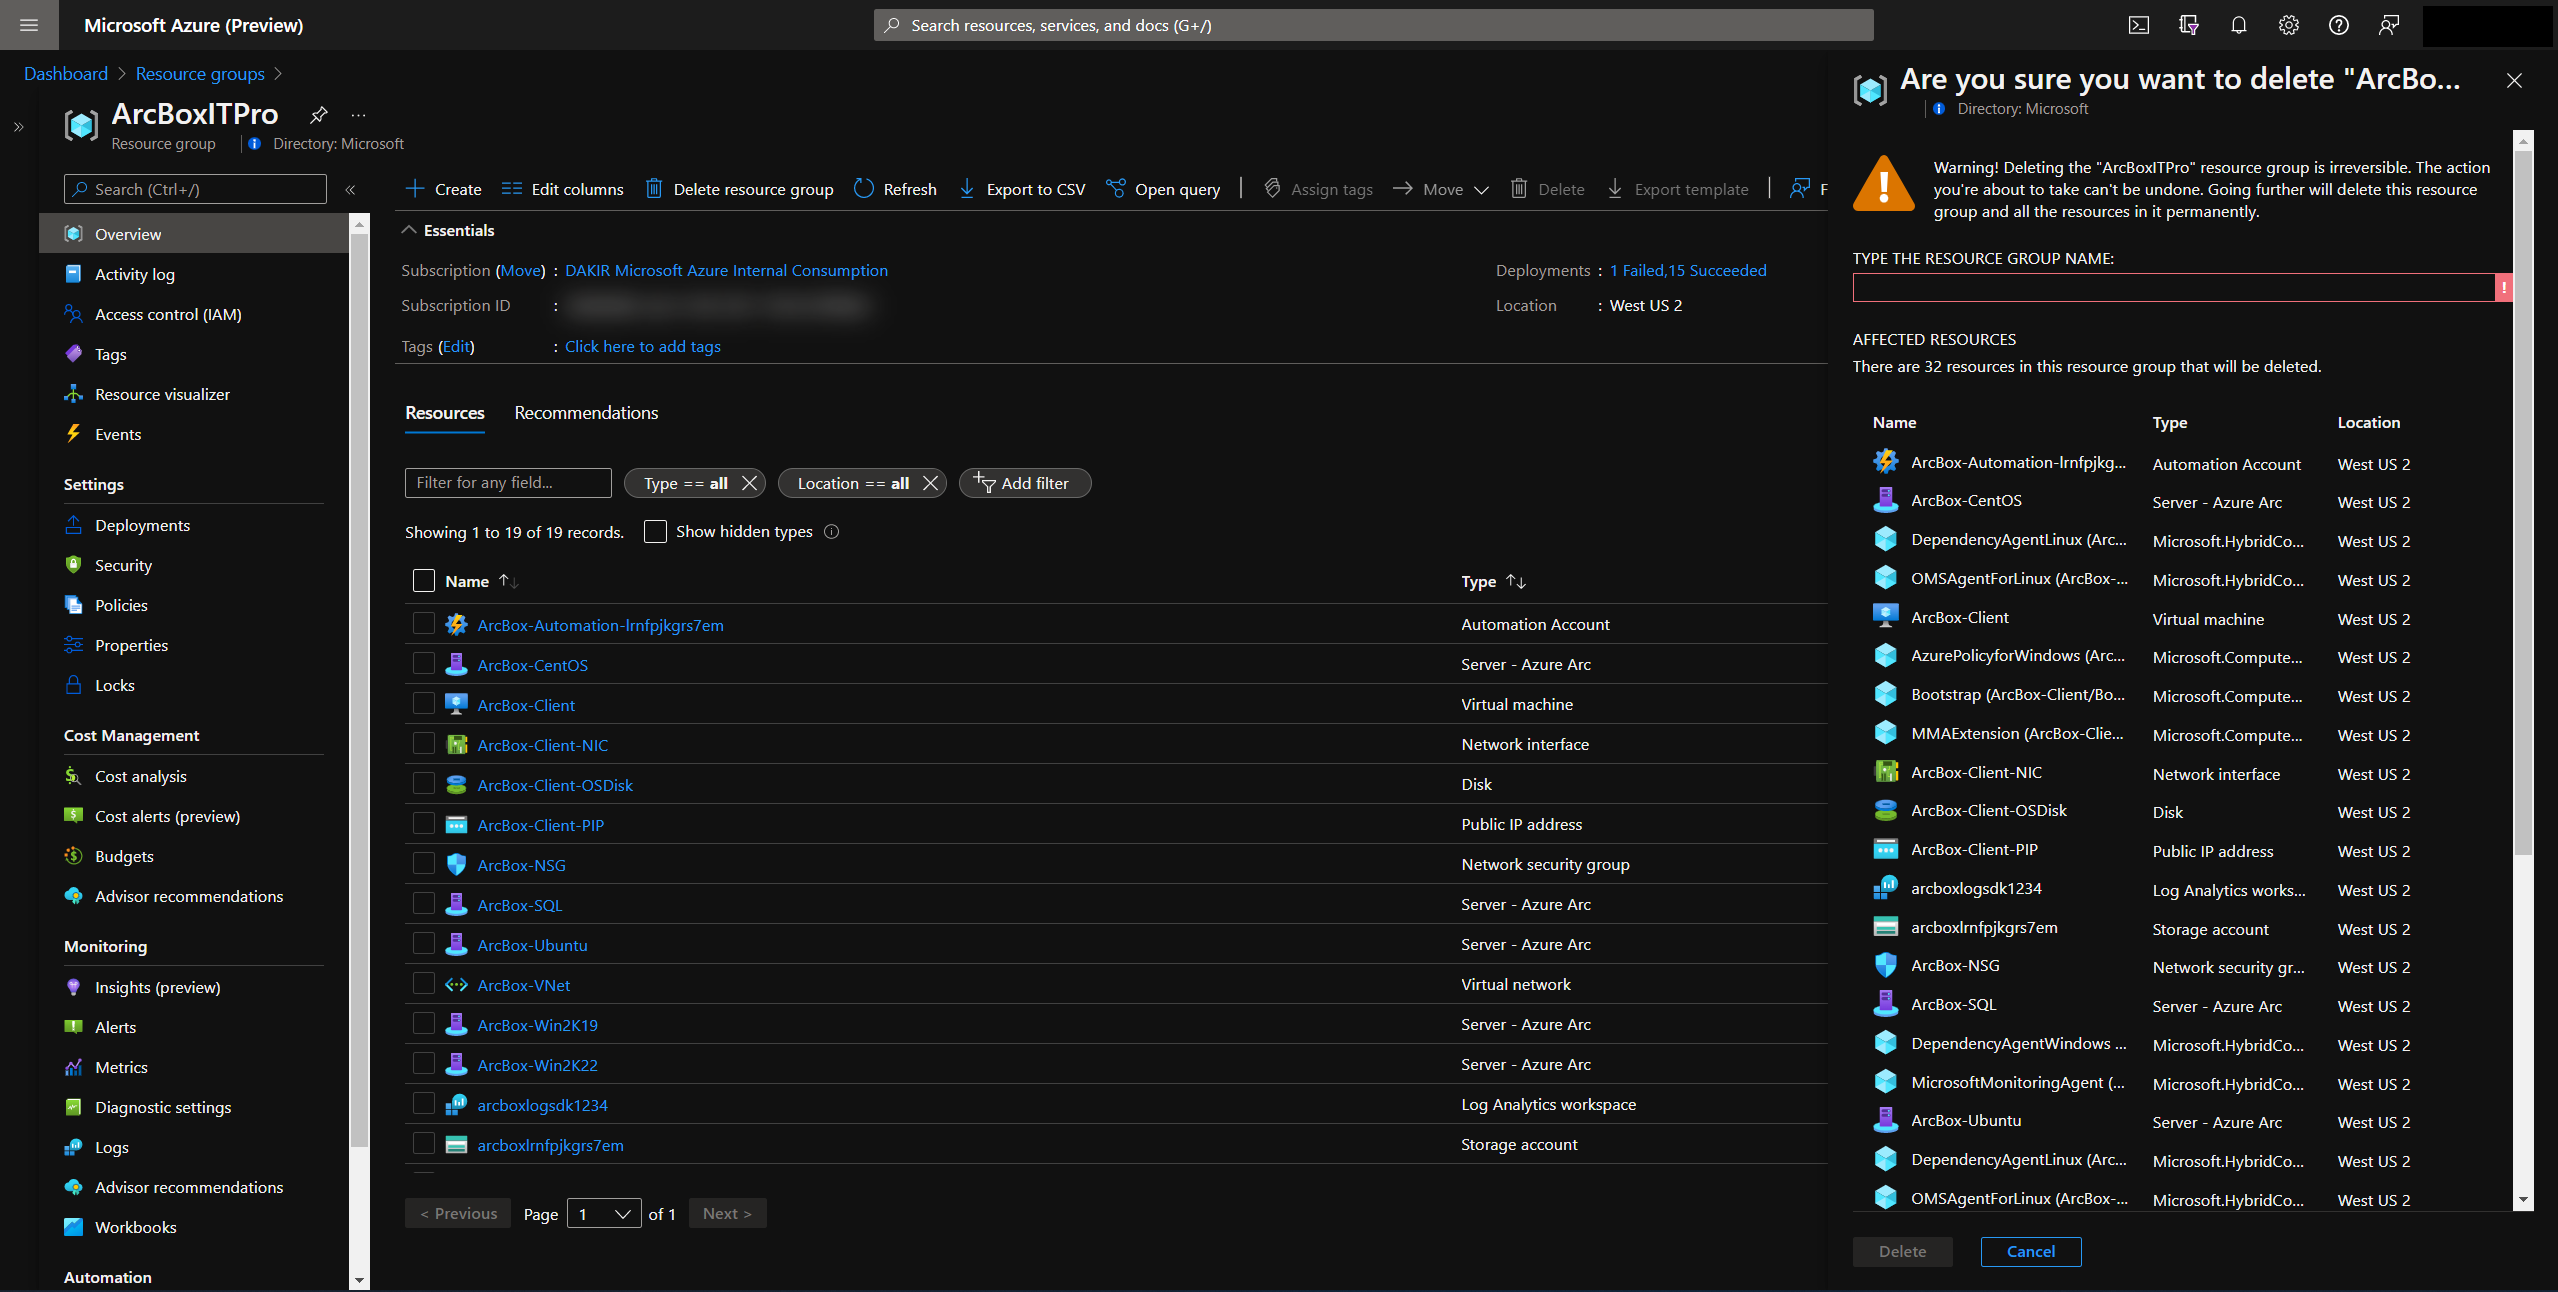 Microsoft Azure (Preview)
Search resources, services, and docs (G+/)
Dashboard > Resource groups >
ArcBoxITPro
Resource group
Directory: Microsoft
Search (Ctrl+/)
Overview
Activity log
Access control (IAM)
Tags
Resource visualizer
Events
Settings
Deployments
Security
Policies
Properties
Locks
Cost Management
Cost analysis
Cost alerts (preview)
Budgets
Advisor recommendations
Monitoring
Insights (preview)
Alerts
Metrics
Diagnostic settings
Logs
Advisor recommendations
Workbooks
Automation
Create Edit columns Delete resource group Refresh Export to CSV Open query Assign tags Move Delete Export template F
Essentials
Subscription (Move) : DAKIR Microsoft Azure Internal Consumption
Subscription ID :
Tags (Edit) : Click here to add tags
Deployments : 1 Failed,15 Succeeded
Location : West US 2
Resources Recommendations
Filter for any field... Type == all Location == all Add filter
Showing 1 to 19 of 19 records. Show hidden types
Name Type
ArcBox-Automation-lrnfpjkgrs7em Automation Account
ArcBox-CentOS Server - Azure Arc
ArcBox-Client Virtual machine
ArcBox-Client-NIC Network interface
ArcBox-Client-OSDisk Disk
ArcBox-Client-PIP Public IP address
ArcBox-NSG Network security group
ArcBox-SQL Server - Azure Arc
ArcBox-Ubuntu Server - Azure Arc
ArcBox-VNet Virtual network
ArcBox-Win2K19 Server - Azure Arc
ArcBox-Win2K22 Server - Azure Arc
arcboxlogsdk1234 Log Analytics workspace
arcboxlrnfpjkgrs7em Storage account
< Previous Page 1 of 1 Next >
Are you sure you want to delete "ArcBo...
Directory: Microsoft
Warning! Deleting the "ArcBoxITPro" resource group is irreversible. The action
you're about to take can't be undone. Going further will delete this resource
group and all the resources in it permanently.
TYPE THE RESOURCE GROUP NAME:
AFFECTED RESOURCES
There are 32 resources in this resource group that will be deleted.
Name Type Location
ArcBox-Automation-lrnfpjkg... Automation Account West US 2
ArcBox-CentOS Server - Azure Arc West US 2
DependencyAgentLinux (Arc... Microsoft.HybridCo... West US 2
OMSAgentForLinux (ArcBox-... Microsoft.HybridCo... West US 2
ArcBox-Client Virtual machine West US 2
AzurePolicyforWindows (Arc... Microsoft.Compute... West US 2
Bootstrap (ArcBox-Client/Bo... Microsoft.Compute... West US 2
MMAExtension (ArcBox-Clie... Microsoft.Compute... West US 2
ArcBox-Client-NIC Network interface West US 2
ArcBox-Client-OSDisk Disk West US 2
ArcBox-Client-PIP Public IP address West US 2
arcboxlogsdk1234 Log Analytics works... West US 2
arcboxlrnfpjkgrs7em Storage account West US 2
ArcBox-NSG Network security gr... West US 2
ArcBox-SQL Server - Azure Arc West US 2
DependencyAgentWindows ... Microsoft.HybridCo... West US 2
MicrosoftMonitoringAgent (... Microsoft.HybridCo... West US 2
ArcBox-Ubuntu Server - Azure Arc West US 2
DependencyAgentLinux (Arc... Microsoft.HybridCo... West US 2
OMSAgentForLinux (ArcBox-... Microsoft.HybridCo... West US 2
Delete Cancel